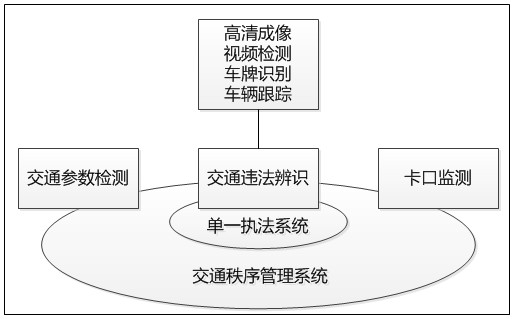 高清成像
视频检测
车牌识别
车辆跟踪
交通参数检测
交通违法辨识
卡口监测
单一执法系统
交通秩序管理系统